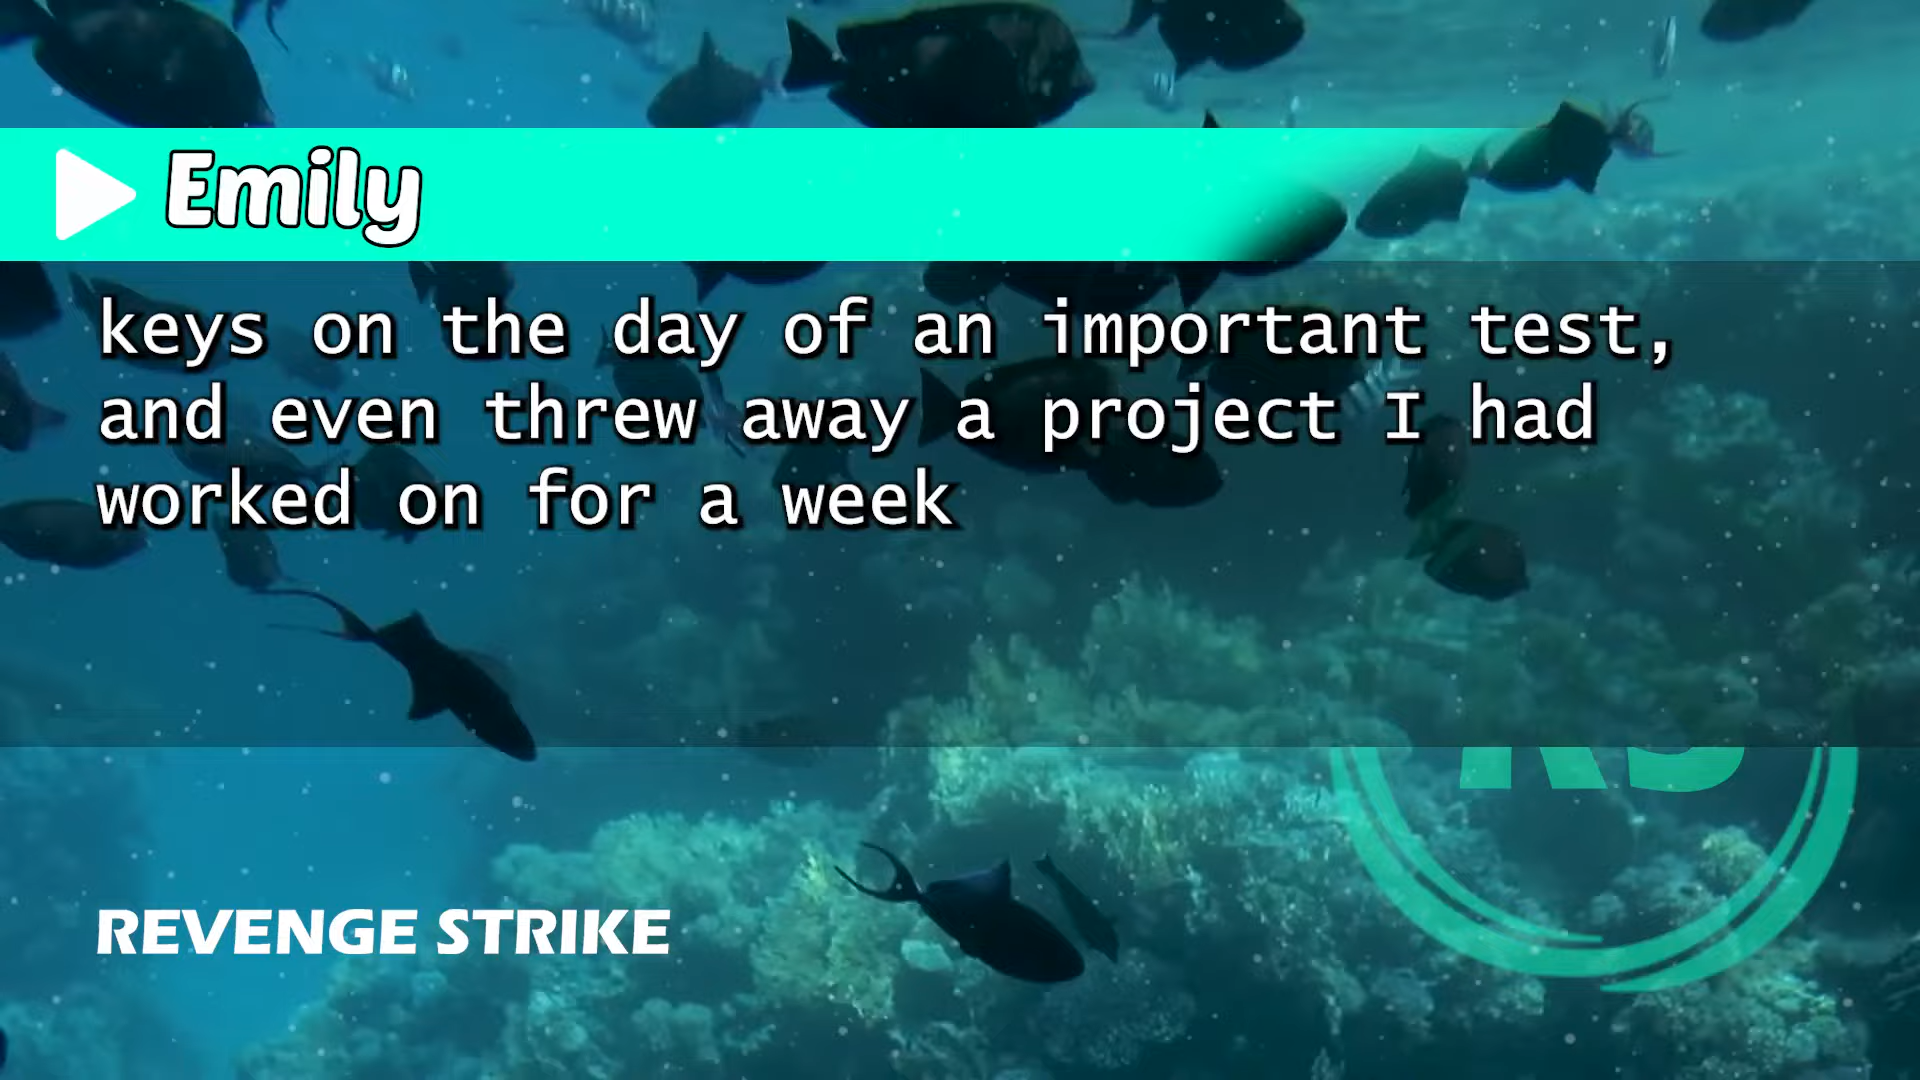 Emily
keys on the day of an important test,
and even threw away a project I had
worked on for a week
REVENGE STRIKE